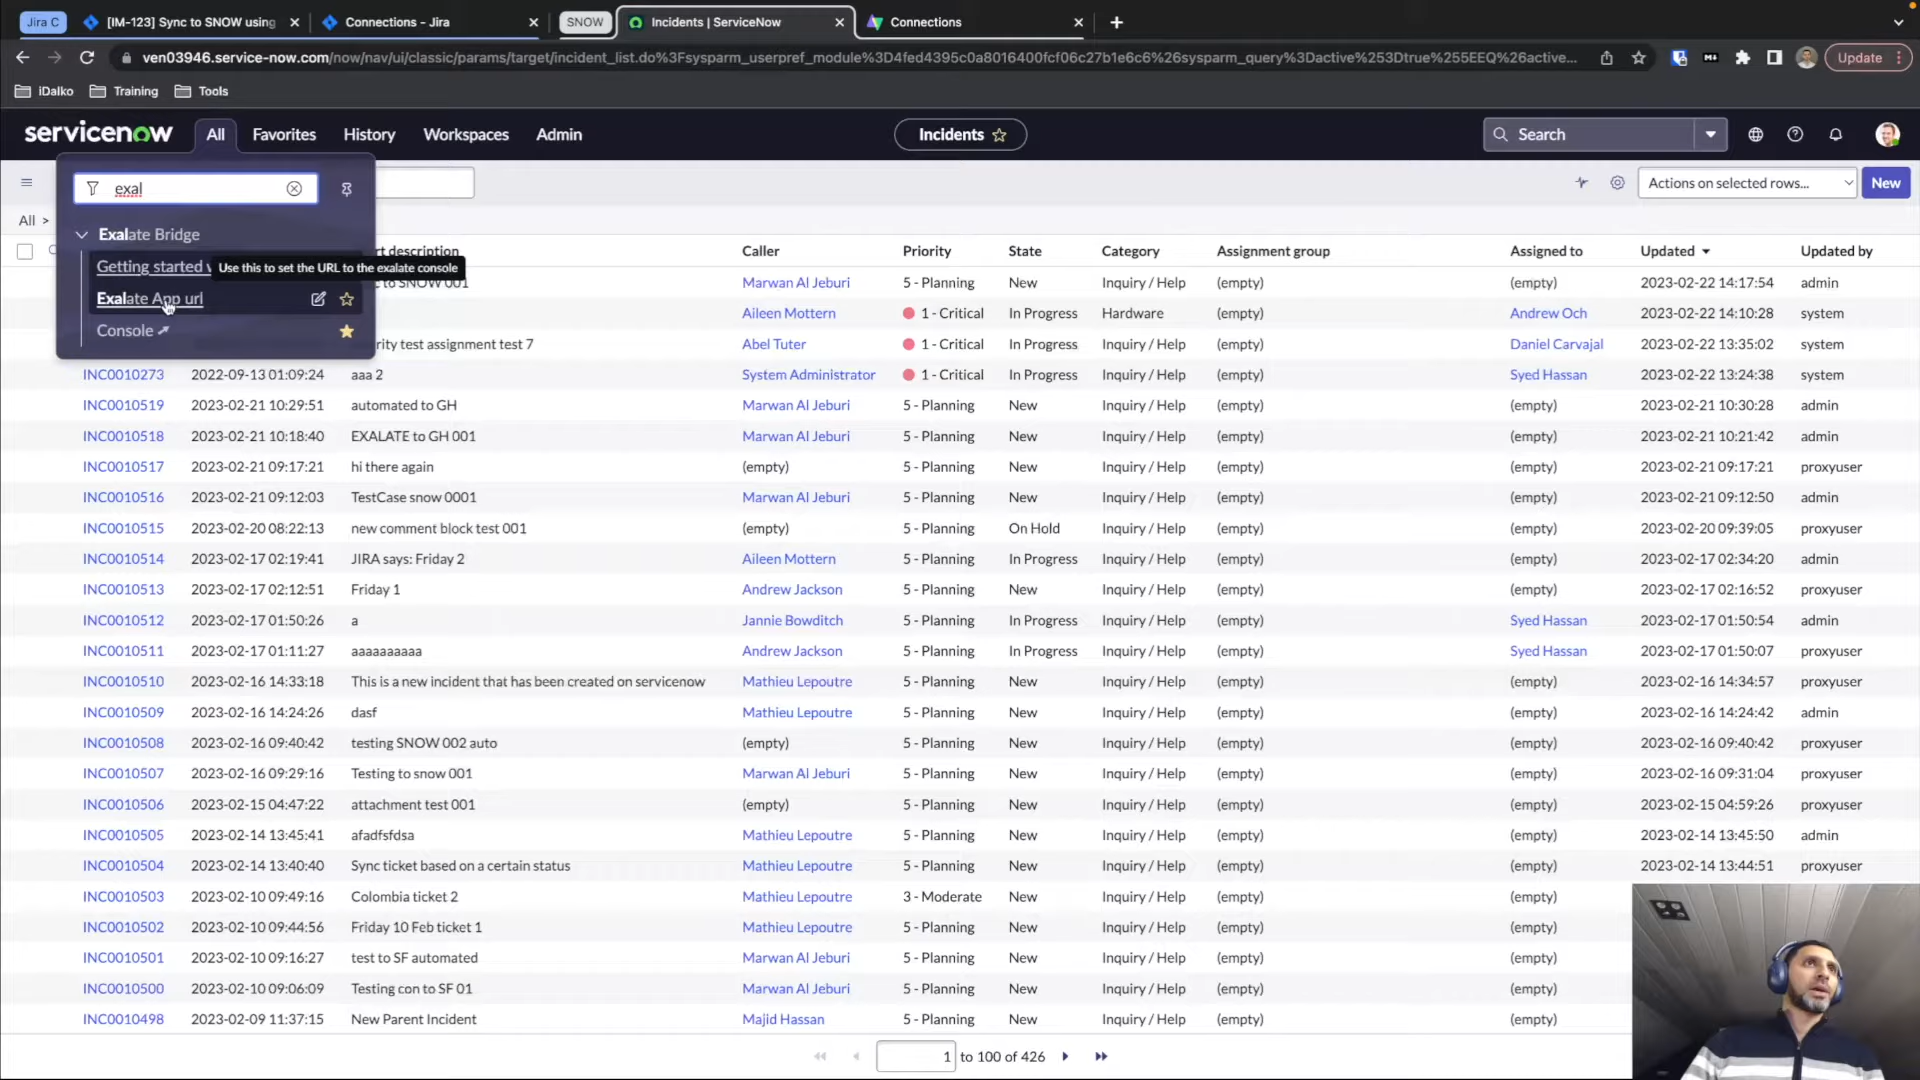 Jira C [IM-123] Sync to SNOW using Connections - Jira SNOW Incidents | ServiceNow Connections
ven03946.service-now.com/now/nav/ui/classic/params/target/incident_list.do%3Fsysparm_userpref_module%3D4fed4395c0a8016400fcf06c27b1e6c6%26sysparm_query%3Dactive%253Dtrue%255EEQ%26active... Update
iDalko Training Tools
servicenow All Favorites History Workspaces Admin Incidents Search
exal Actions on selected rows... New
All >
Exalate Bridge
description Caller Priority State Category Assignment group Assigned to Updated Updated by
Getting started Use this to set the URL to the exalate console
to SNOW 001 Marwan Al Jeburi 5 - Planning New Inquiry / Help (empty) (empty) 2023-02-22 14:17:54 admin
Exalate App url Aileen Mottern 1 - Critical In Progress Hardware (empty) Andrew Och 2023-02-22 14:10:28 system
Console
rity test assignment test 7 Abel Tuter 1 - Critical In Progress Inquiry / Help (empty) Daniel Carvajal 2023-02-22 13:35:02 system
INC0010273 2022-09-13 01:09:24 aaa 2 System Administrator 1 - Critical In Progress Inquiry / Help (empty) Syed Hassan 2023-02-22 13:24:38 system
INC0010519 2023-02-21 10:29:51 automated to GH Marwan Al Jeburi 5 - Planning New Inquiry / Help (empty) (empty) 2023-02-21 10:30:28 admin
INC0010518 2023-02-21 10:18:40 EXALATE to GH 001 Marwan Al Jeburi 5 - Planning New Inquiry / Help (empty) (empty) 2023-02-21 10:21:42 admin
INC0010517 2023-02-21 09:17:21 hi there again (empty) 5 - Planning New Inquiry / Help (empty) (empty) 2023-02-21 09:17:21 proxyuser
INC0010516 2023-02-21 09:12:03 TestCase snow 0001 Marwan Al Jeburi 5 - Planning New Inquiry / Help (empty) (empty) 2023-02-21 09:12:50 admin
INC0010515 2023-02-20 08:22:13 new comment block test 001 (empty) 5 - Planning On Hold Inquiry / Help (empty) (empty) 2023-02-20 09:39:05 proxyuser
INC0010514 2023-02-17 02:19:41 JIRA says: Friday 2 Aileen Mottern 5 - Planning In Progress Inquiry / Help (empty) (empty) 2023-02-17 02:34:20 admin
INC0010513 2023-02-17 02:12:51 Friday 1 Andrew Jackson 5 - Planning New Inquiry / Help (empty) (empty) 2023-02-17 02:16:52 proxyuser
INC0010512 2023-02-17 01:50:26 a Jannie Bowditch 5 - Planning In Progress Inquiry / Help (empty) Syed Hassan 2023-02-17 01:50:54 admin
INC0010511 2023-02-17 01:11:27 aaaaaaaaaa Andrew Jackson 5 - Planning In Progress Inquiry / Help (empty) Syed Hassan 2023-02-17 01:50:07 proxyuser
INC0010510 2023-02-16 14:33:18 This is a new incident that has been created on servicenow Mathieu Lepoutre 5 - Planning New Inquiry / Help (empty) (empty) 2023-02-16 14:34:57 proxyuser
INC0010509 2023-02-16 14:24:26 dasf Mathieu Lepoutre 5 - Planning New Inquiry / Help (empty) (empty) 2023-02-16 14:24:42 admin
INC0010508 2023-02-16 09:40:42 testing SNOW 002 auto (empty) 5 - Planning New Inquiry / Help (empty) (empty) 2023-02-16 09:40:42 proxyuser
INC0010507 2023-02-16 09:29:16 Testing to snow 001 Marwan Al Jeburi 5 - Planning New Inquiry / Help (empty) (empty) 2023-02-16 09:31:04 proxyuser
INC0010506 2023-02-15 04:47:22 attachment test 001 (empty) 5 - Planning New Inquiry / Help (empty) (empty) 2023-02-15 04:59:26 proxyuser
INC0010505 2023-02-14 13:45:41 afadfsfdsa Mathieu Lepoutre 5 - Planning New Inquiry / Help (empty) (empty) 2023-02-14 13:45:50 admin
INC0010504 2023-02-14 13:40:40 Sync ticket based on a certain status Mathieu Lepoutre 5 - Planning New Inquiry / Help (empty) (empty) 2023-02-14 13:44:51 proxyuser
INC0010503 2023-02-10 09:49:16 Colombia ticket 2 Mathieu Lepoutre 3 - Moderate New Inquiry / Help (empty) (empty)
INC0010502 2023-02-10 09:44:56 Friday 10 Feb ticket 1 Mathieu Lepoutre 5 - Planning New Inquiry / Help (empty) (empty)
INC0010501 2023-02-10 09:16:27 test to SF automated Marwan Al Jeburi 5 - Planning New Inquiry / Help (empty) (empty)
INC0010500 2023-02-10 09:06:09 Testing con to SF 01 Marwan Al Jeburi 5 - Planning New Inquiry / Help (empty) (empty)
INC0010498 2023-02-09 11:37:15 New Parent Incident Majid Hassan 5 - Planning New Inquiry / Help (empty) (empty)
1 to 100 of 426